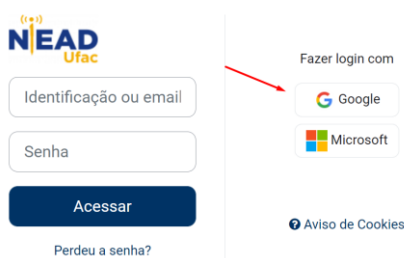 NEAD
Ufac
Identificação ou email
Senha
Acessar
Perdeu a senha?
Fazer login com
Google
Microsoft
Aviso de Cookies